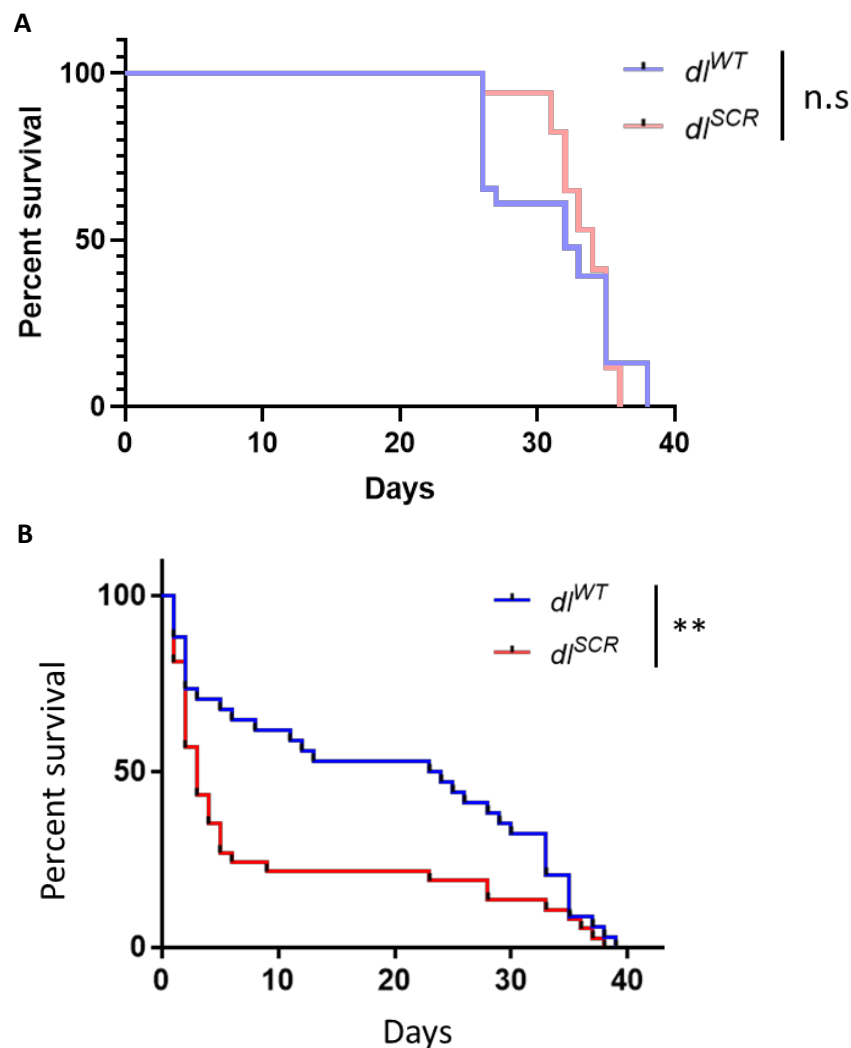 A
100
50
0
Percent survival
0 10 20 30 40
Days
dl^WT
dl^SCR
n.s
B
100
50
0
Percent survival
0 10 20 30 40
Days
dl^WT
dl^SCR
**